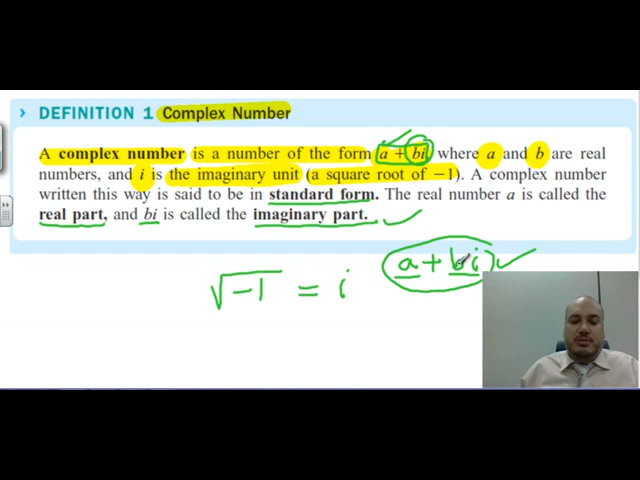 › DEFINITION 1 Complex Number
A complex number is a number of the form a + bi where a and b are real
numbers, and i is the imaginary unit (a square root of −1). A complex number
written this way is said to be in standard form. The real number a is called the
real part, and bi is called the imaginary part.
a + bi
√−1 = i